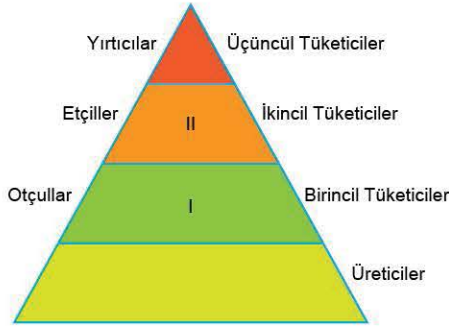 Yırtıcılar
Üçüncül Tüketiciler
Etçiller
II
İkincil Tüketiciler
Otçullar
I
Birincil Tüketiciler
Üreticiler